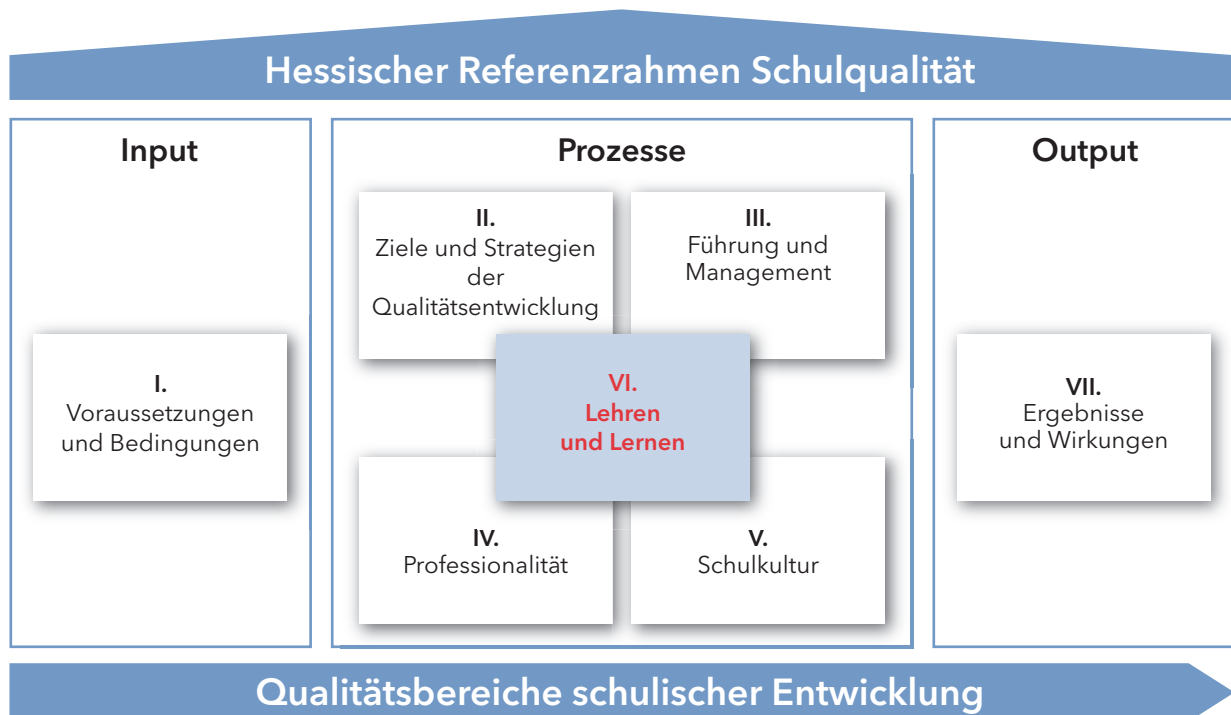 Hessischer Referenzrahmen Schulqualität
Input
I.
Voraussetzungen
und Bedingungen
Prozesse
II.
Ziele und Strategien
der
Qualitätsentwicklung
III.
Führung und
Management
VI.
Lehren
und Lernen
IV.
Professionalität
V.
Schulkultur
Output
VII.
Ergebnisse
und Wirkungen
Qualitätsbereiche schulischer Entwicklung